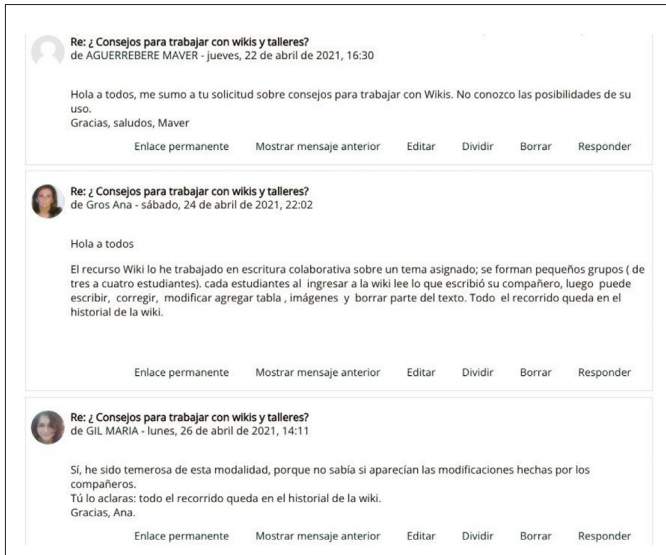 Re: ¿ Consejos para trabajar con wikis y talleres?
de AGUERREBERE MAVER - jueves, 22 de abril de 2021, 16:30
Hola a todos, me sumo a tu solicitud sobre consejos para trabajar con Wikis. No conozco las posibilidades de su
uso.
Gracias, saludos, Maver
Enlace permanente Mostrar mensaje anterior Editar Dividir Borrar Responder
Re: ¿ Consejos para trabajar con wikis y talleres?
de Gros Ana - sábado, 24 de abril de 2021, 22:02
Hola a todos
El recurso Wiki lo he trabajado en escritura colaborativa sobre un tema asignado; se forman pequeños grupos ( de
tres a cuatro estudiantes). cada estudiantes al ingresar a la wiki lee lo que escribió su compañero, luego puede
escribir, corregir, modificar agregar tabla , imágenes y borrar parte del texto. Todo el recorrido queda en el
historial de la wiki.
Enlace permanente Mostrar mensaje anterior Editar Dividir Borrar Responder
Re: ¿ Consejos para trabajar con wikis y talleres?
de GIL MARIA - lunes, 26 de abril de 2021, 14:11
Sí, he sido temerosa de esta modalidad, porque no sabía si aparecían las modificaciones hechas por los
compañeros.
Tú lo aclaras: todo el recorrido queda en el historial de la wiki.
Gracias, Ana.
Enlace permanente Mostrar mensaje anterior Editar Dividir Borrar Responder